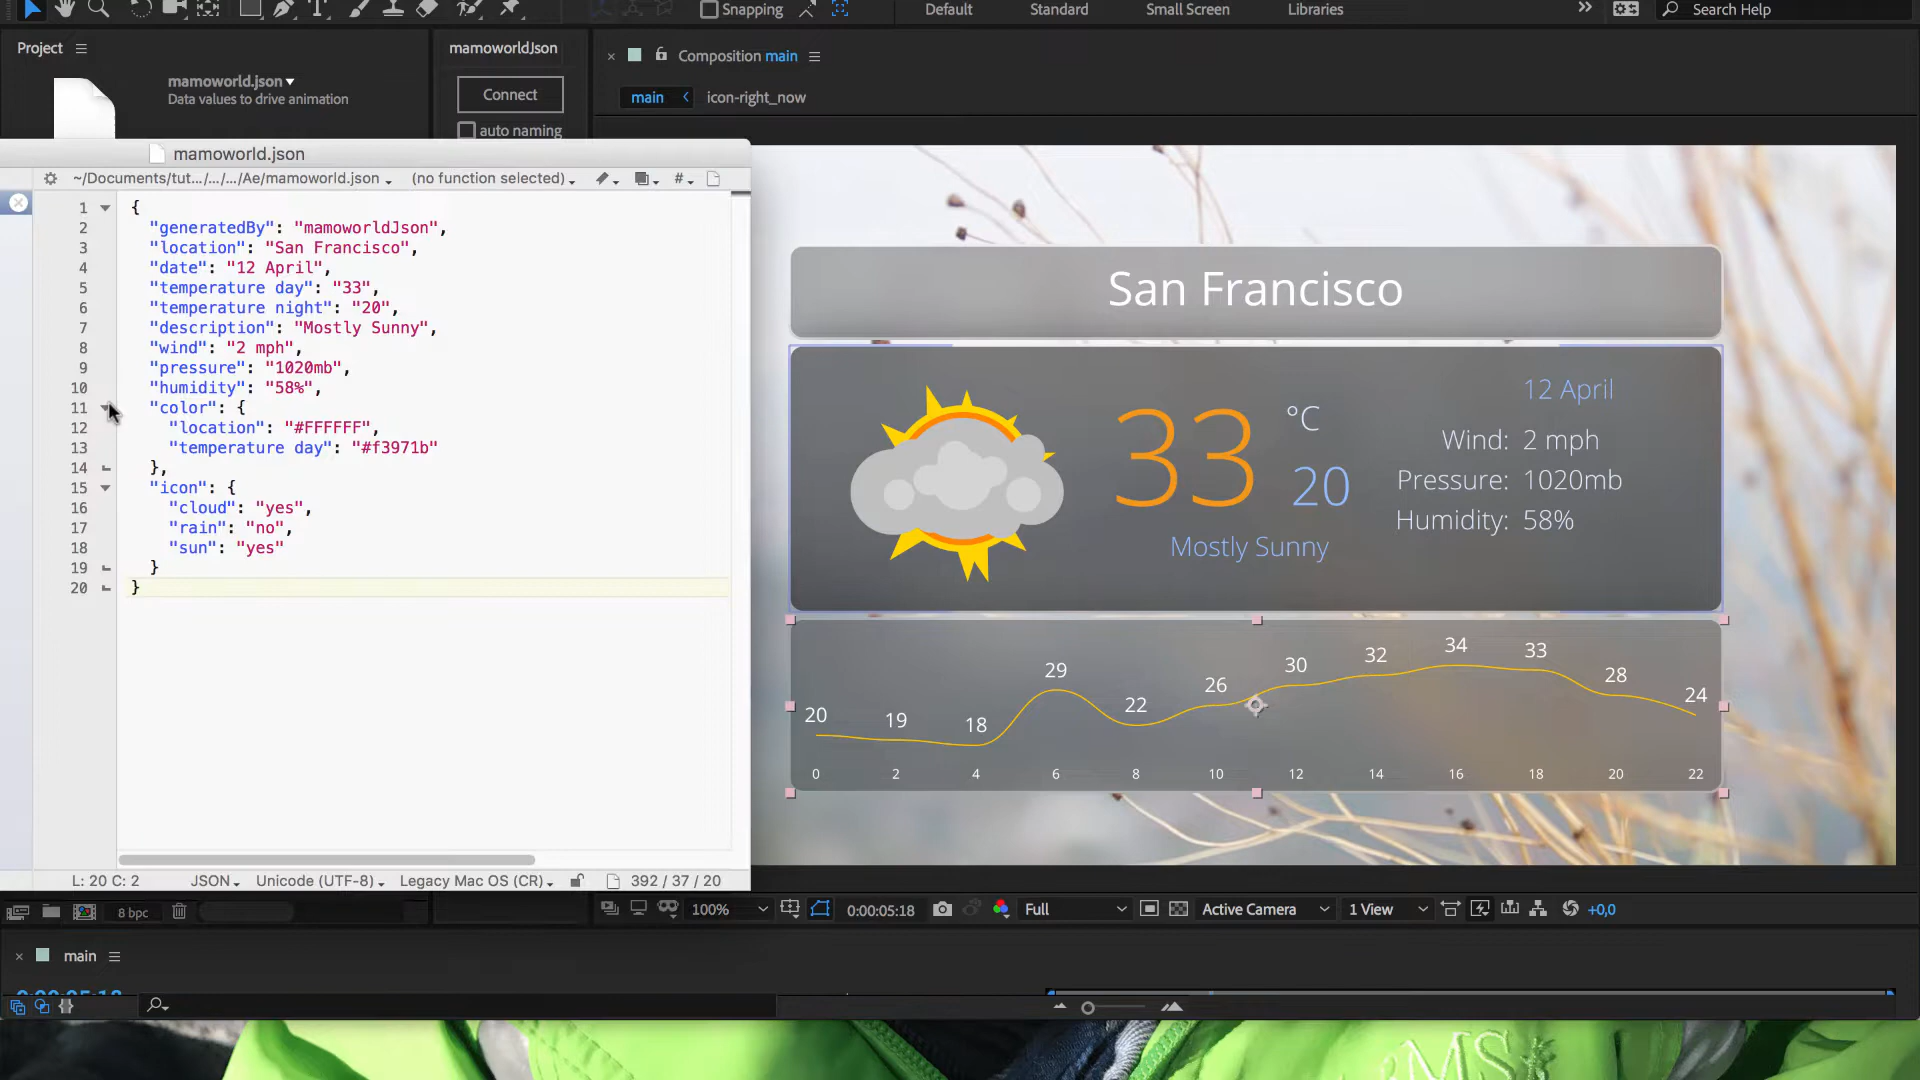 Snapping
Default
Standard
Small Screen
Libraries
Search Help
Project
mamoworldJson
mamoworld.json
Data values to drive animation
Connect
auto naming
Composition main
main
icon-right_now
mamoworld.json
~/Documents/tut.../.../.../Ae/mamoworld.json
(no function selected)
#
1 {
2 "generatedBy": "mamoworldJson",
3 "location": "San Francisco",
4 "date": "12 April",
5 "temperature day": "33",
6 "temperature night": "20",
7 "description": "Mostly Sunny",
8 "wind": "2 mph",
9 "pressure": "1020mb",
10 "humidity": "58%",
11 "color": {
12 "location": "#FFFFFF",
13 "temperature day": "#f3971b"
14 },
15 "icon": {
16 "cloud": "yes",
17 "rain": "no",
18 "sun": "yes"
19 }
20 }
L: 20 C: 2
JSON
Unicode (UTF-8)
Legacy Mac OS (CR)
392 / 37 / 20
San Francisco
33
°C
20
Mostly Sunny
12 April
Wind: 2 mph
Pressure: 1020mb
Humidity: 58%
20 19 18 29 22 26 30 32 34 33 28 24
0 2 4 6 8 10 12 14 16 18 20 22
8 bpc
100%
0:00:05:18
Full
Active Camera
1 View
+0,0
main
0:00:05:18
MS